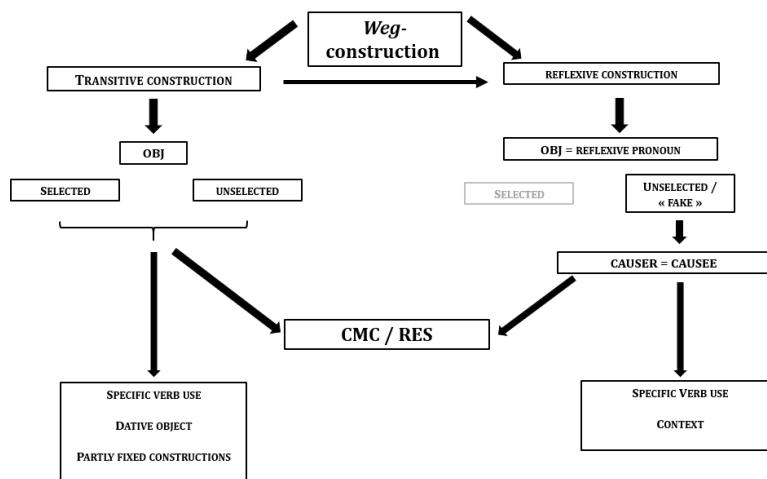 Weg-
construction
TRANSITIVE CONSTRUCTION
REFLEXIVE CONSTRUCTION
OBJ
OBJ = REFLEXIVE PRONOUN
SELECTED
UNSELECTED
SELECTED
UNSELECTED /
« FAKE »
CAUSER = CAUSEE
CMC / RES
SPECIFIC VERB USE
DATIVE OBJECT
PARTLY FIXED CONSTRUCTIONS
SPECIFIC VERB USE
CONTEXT